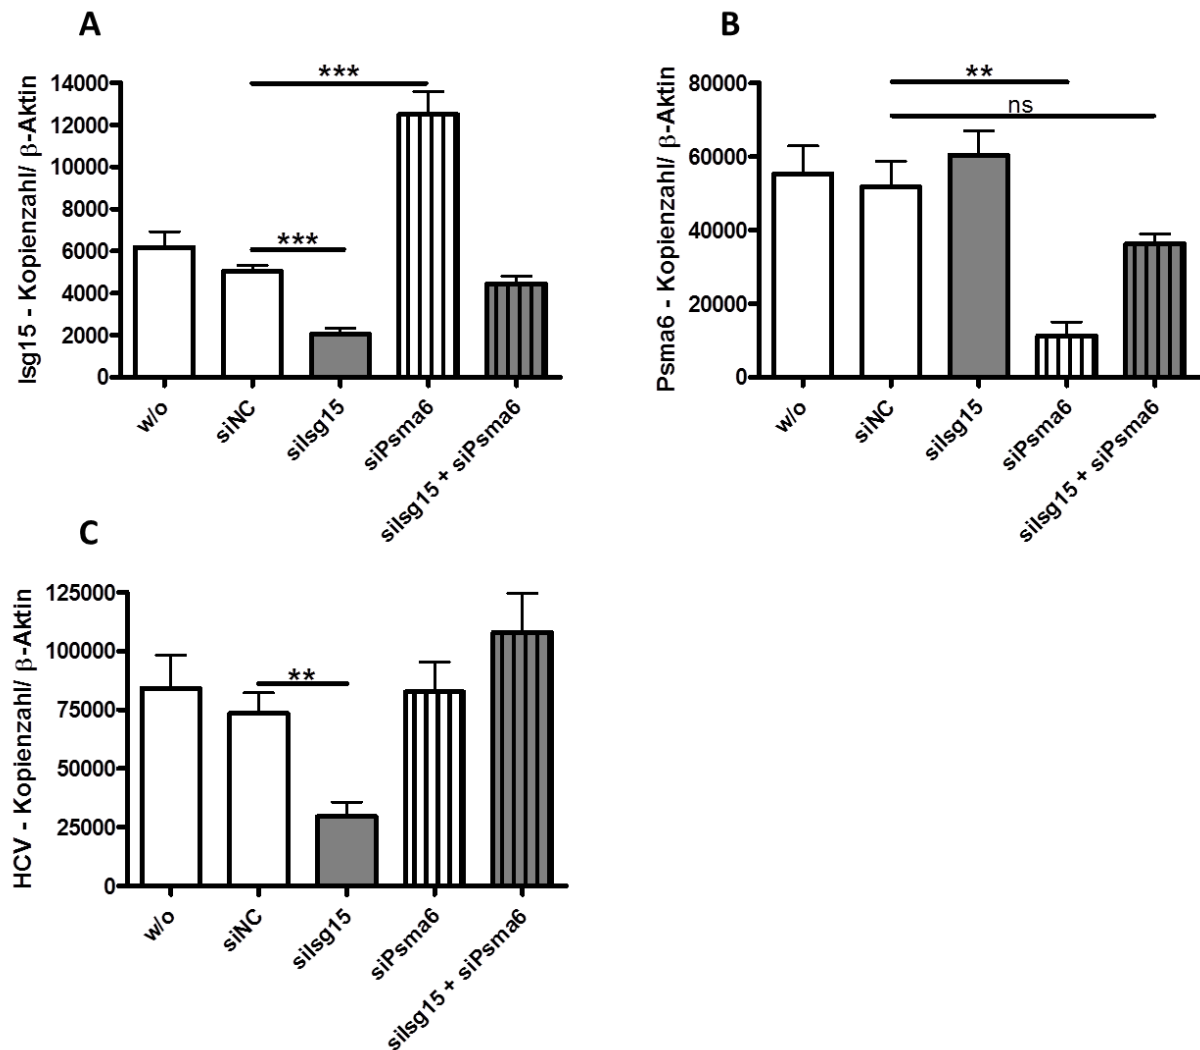 A
Isg15 - Kopienzahl/ β-Aktin
14000
12000
10000
8000
6000
4000
2000
0
***
***
w/o
siNC
siIsg15
siPsma6
siIsg15 + siPsma6
B
Psma6 - Kopienzahl/ β-Aktin
80000
60000
40000
20000
0
**
ns
w/o
siNC
siIsg15
siPsma6
siIsg15 + siPsma6
C
HCV - Kopienzahl/ β-Aktin
125000
100000
75000
50000
25000
0
**
w/o
siNC
siIsg15
siPsma6
siIsg15 + siPsma6